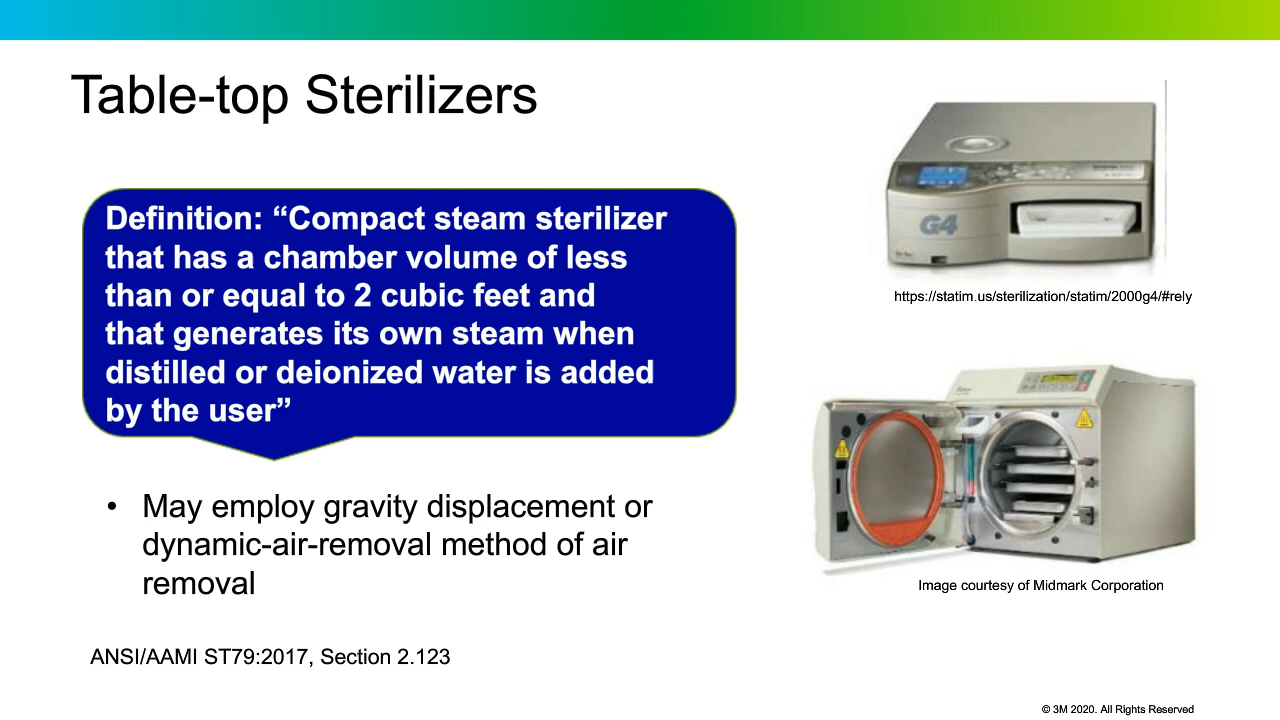 Table-top Sterilizers
Definition: “Compact steam sterilizer
that has a chamber volume of less
than or equal to 2 cubic feet and
that generates its own steam when
distilled or deionized water is added
by the user”
• May employ gravity displacement or
dynamic-air-removal method of air
removal
ANSI/AAMI ST79:2017, Section 2.123
G4
https://statim.us/sterilization/statim/2000g4/#rely
Image courtesy of Midmark Corporation
© 3M 2020. All Rights Reserved